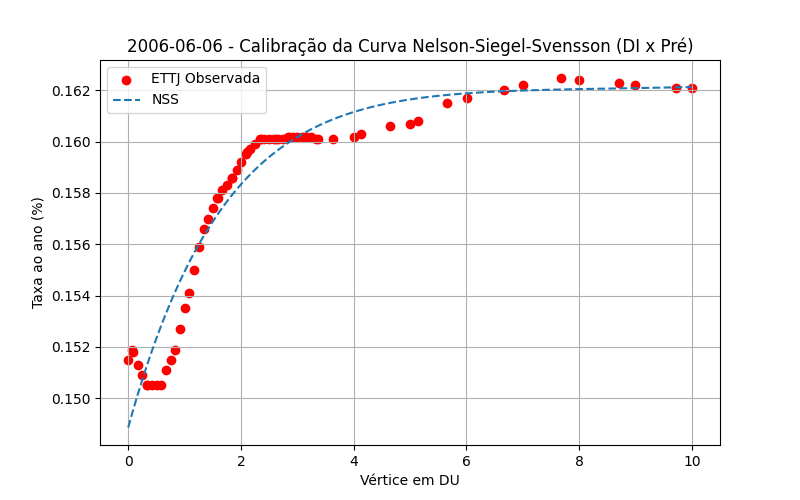 2006-06-06 - Calibração da Curva Nelson-Siegel-Svensson (DI x Pré)
ETTJ Observada
NSS
Taxa ao ano (%)
0.162
0.160
0.158
0.156
0.154
0.152
0.150
0 2 4 6 8 10
Vértice em DU